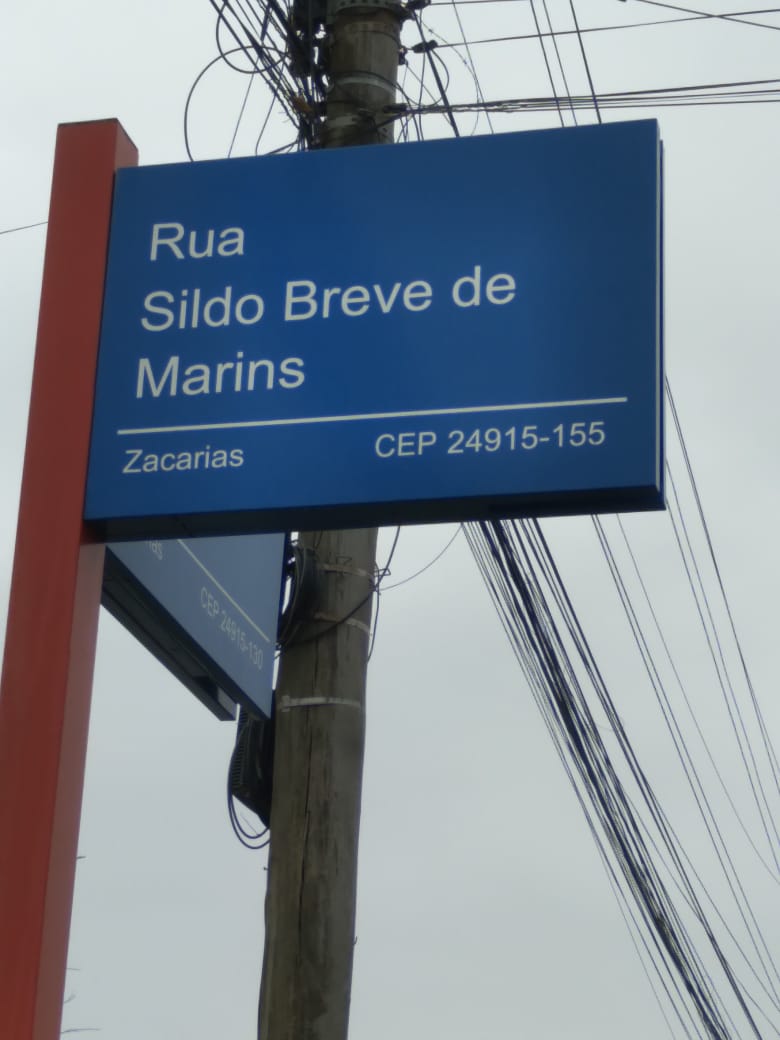 Rua
Sildo Breve de
Marins
Zacarias CEP 24915-155
CEP 24915-130